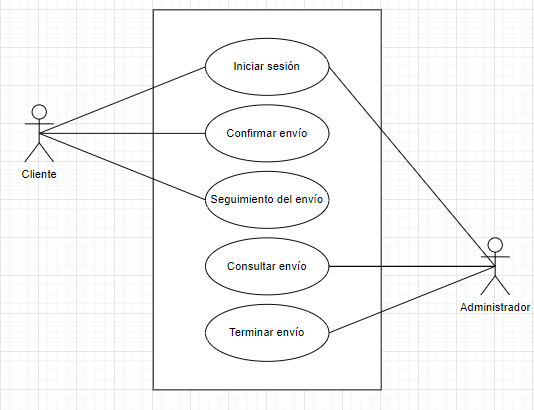 Iniciar sesión
Confirmar envío
Cliente
Seguimiento del envío
Consultar envío
Administrador
Terminar envío